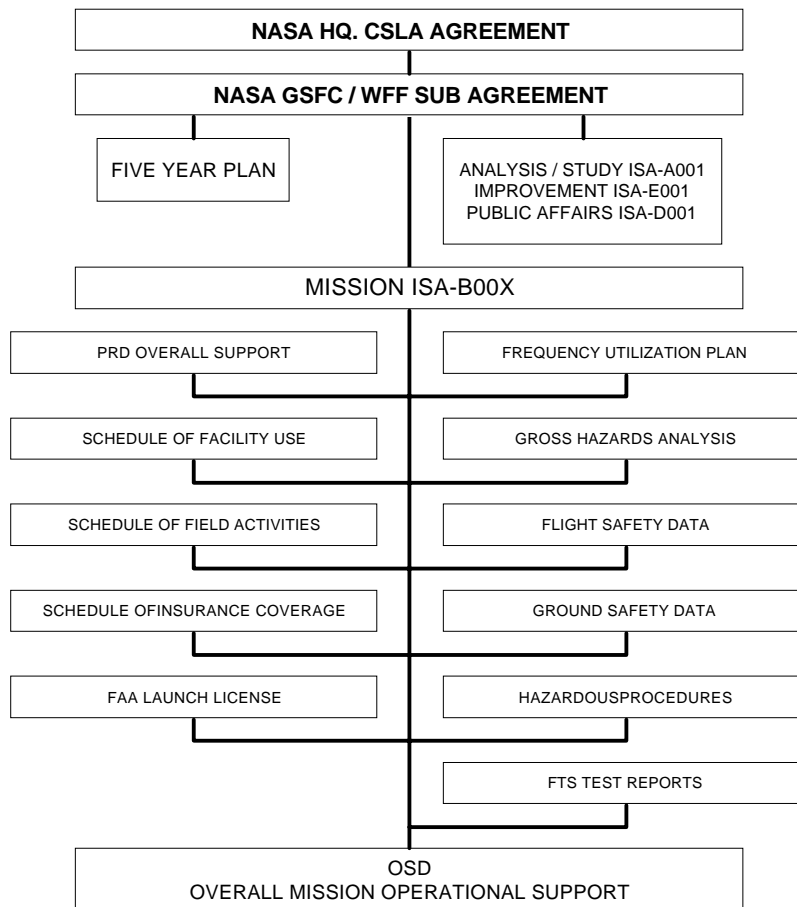 NASA HQ. CSLA AGREEMENT
NASA GSFC / WFF SUB AGREEMENT
FIVE YEAR PLAN
ANALYSIS / STUDY ISA-A001
IMPROVEMENT ISA-E001
PUBLIC AFFAIRS ISA-D001
MISSION ISA-B00X
PRD OVERALL SUPPORT
FREQUENCY UTILIZATION PLAN
SCHEDULE OF FACILITY USE
GROSS HAZARDS ANALYSIS
SCHEDULE OF FIELD ACTIVITIES
FLIGHT SAFETY DATA
SCHEDULE OFINSURANCE COVERAGE
GROUND SAFETY DATA
FAA LAUNCH LICENSE
HAZARDOUSPROCEDURES
FTS TEST REPORTS
OSD
OVERALL MISSION OPERATIONAL SUPPORT